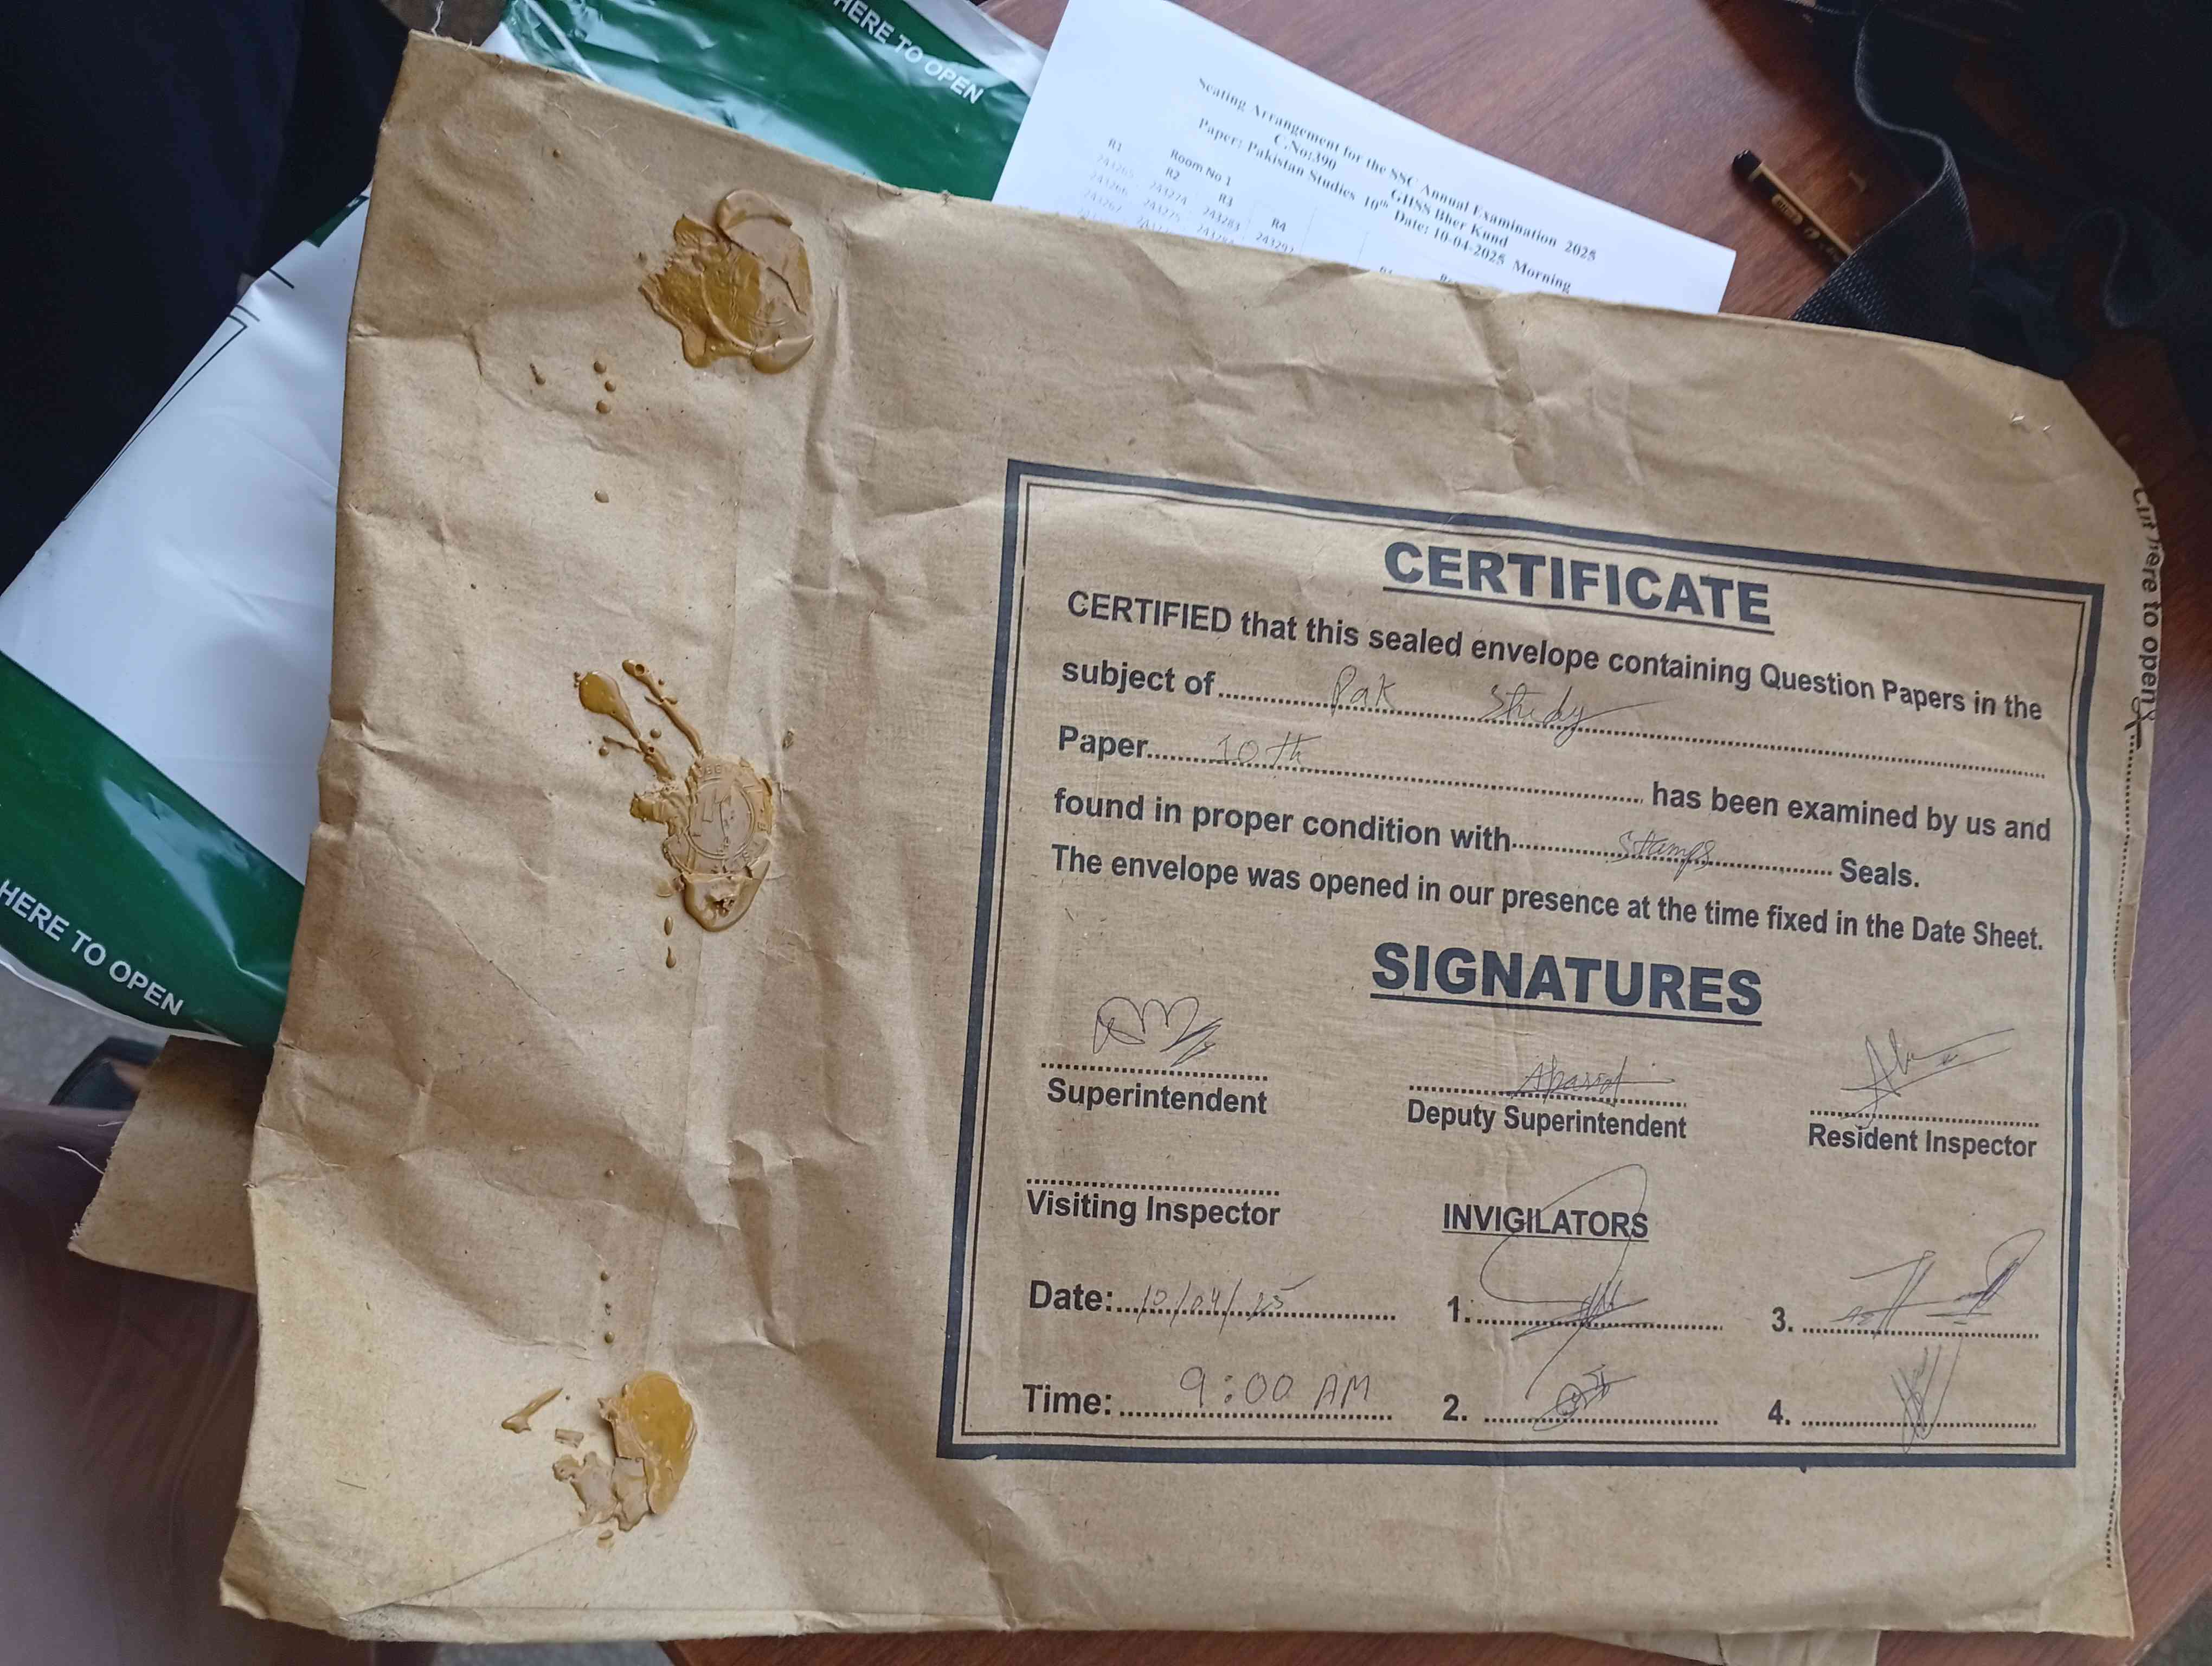 HERE TO OPEN
Seating Arrangement for the SSC Annual Examination 2025
C.No:390 GHSS Bher Kund
Paper: Pakistan Studies 10th Date: 10-04-2025 Morning
Room No 1
R1 R2 R3 R4
243265 243274 243283 243292
243266 243275
243267
Cut here to open
CERTIFICATE
CERTIFIED that this sealed envelope containing Question Papers in the
subject of Pak Study
Paper 10th has been examined by us and
found in proper condition with stamps Seals.
The envelope was opened in our presence at the time fixed in the Date Sheet.
SIGNATURES
Superintendent
Deputy Superintendent
Resident Inspector
Visiting Inspector
INVIGILATORS
Date: 10/04/25 1. 3.
Time: 9:00 AM 2. 4.
HERE TO OPEN